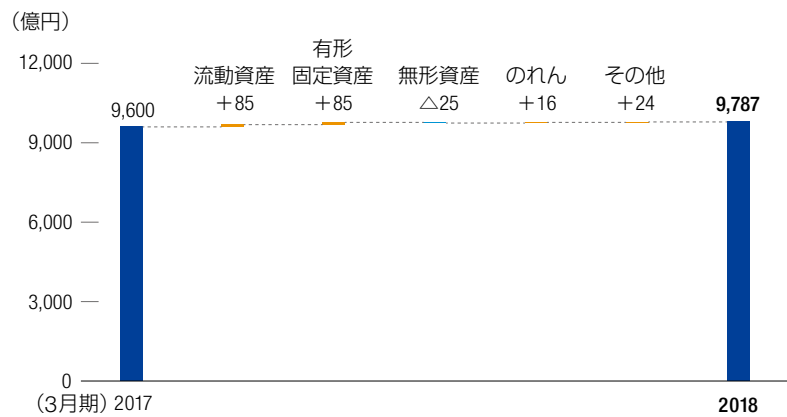 （億円）
12,000
9,000
6,000
3,000
0
9,600
流動資産
＋85
有形
固定資産
＋85
無形資産
△25
のれん
＋16
その他
＋24
9,787
（3月期）2017
2018